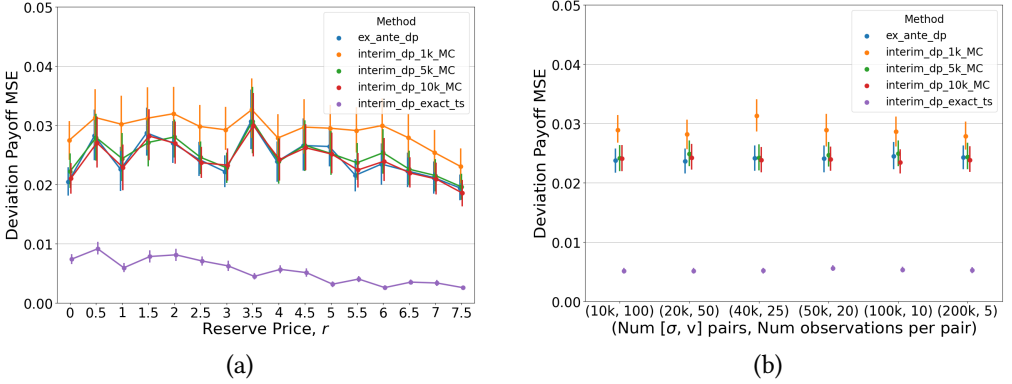 Deviation Payoff MSE
0.05
0.04
0.03
0.02
0.01
0.00
Method
ex_ante_dp
interim_dp_1k_MC
interim_dp_5k_MC
interim_dp_10k_MC
interim_dp_exact_ts
0 0.5 1 1.5 2 2.5 3 3.5 4 4.5 5 5.5 6 6.5 7 7.5
Reserve Price, r
(a)
Deviation Payoff MSE
0.05
0.04
0.03
0.02
0.01
0.00
Method
ex_ante_dp
interim_dp_1k_MC
interim_dp_5k_MC
interim_dp_10k_MC
interim_dp_exact_ts
(10k, 100) (20k, 50) (40k, 25) (50k, 20) (100k, 10) (200k, 5)
(Num [σ, v] pairs, Num observations per pair)
(b)